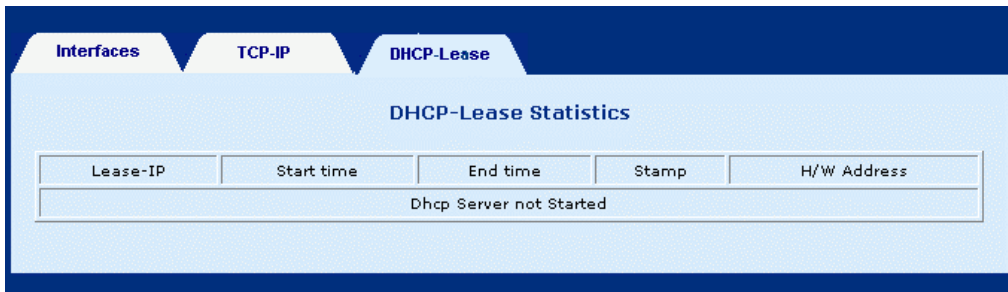 Interfaces TCP-IP DHCP-Lease
DHCP-Lease Statistics
Lease-IP Start time End time Stamp H/W Address
Dhcp Server not Started